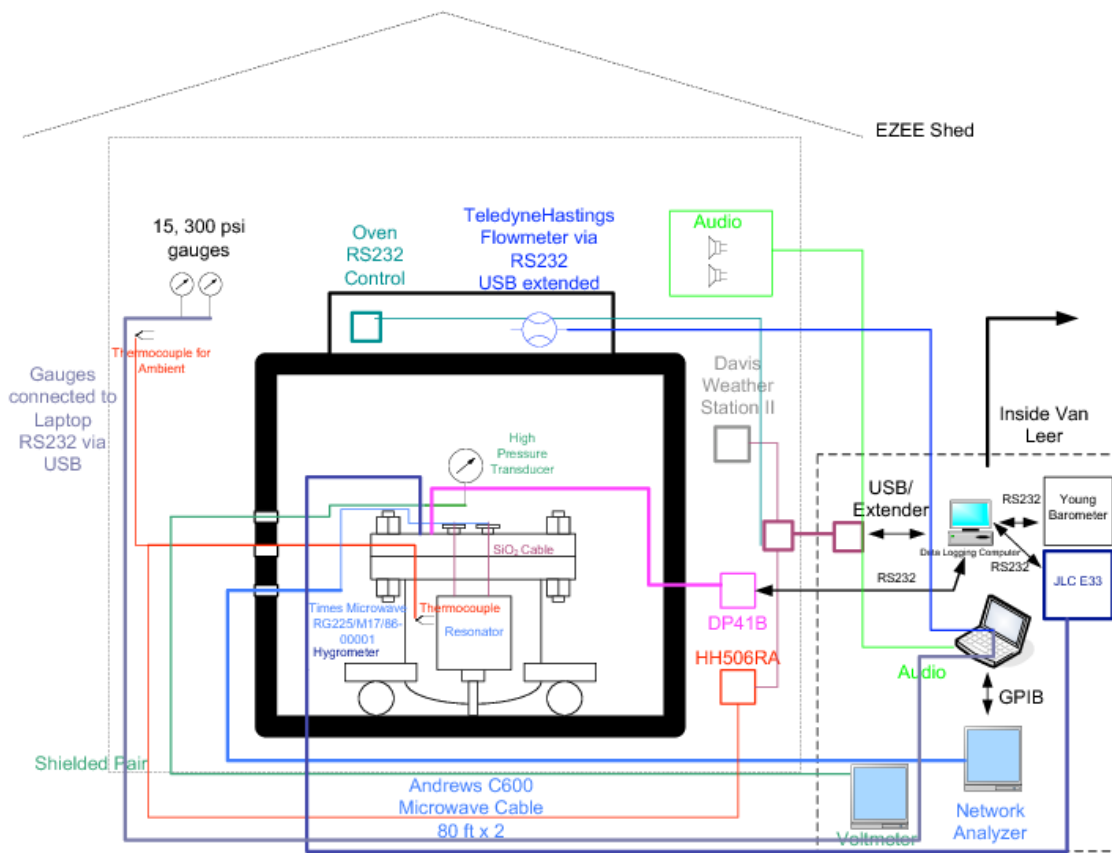 EZEE Shed
15, 300 psi
gauges
Oven
RS232
Control
TeledyneHastings
Flowmeter via
RS232
USB extended
Audio
Thermocouple for
Ambient
Gauges
connected to
Laptop
RS232 via
USB
Davis
Weather
Station II
Inside Van
Leer
High
Pressure
Transducer
USB/
Extender
RS232
Young
Barometer
Data Logging Computer
RS232
JLC E33
SiO2 Cable
RS232
DP41B
Times Microwave
RG225/M17/86-
00001
Hygrometer
Thermocouple
Resonator
HH506RA
Audio
GPIB
Shielded Pair
Andrews C600
Microwave Cable
80 ft x 2
Voltmeter
Network
Analyzer